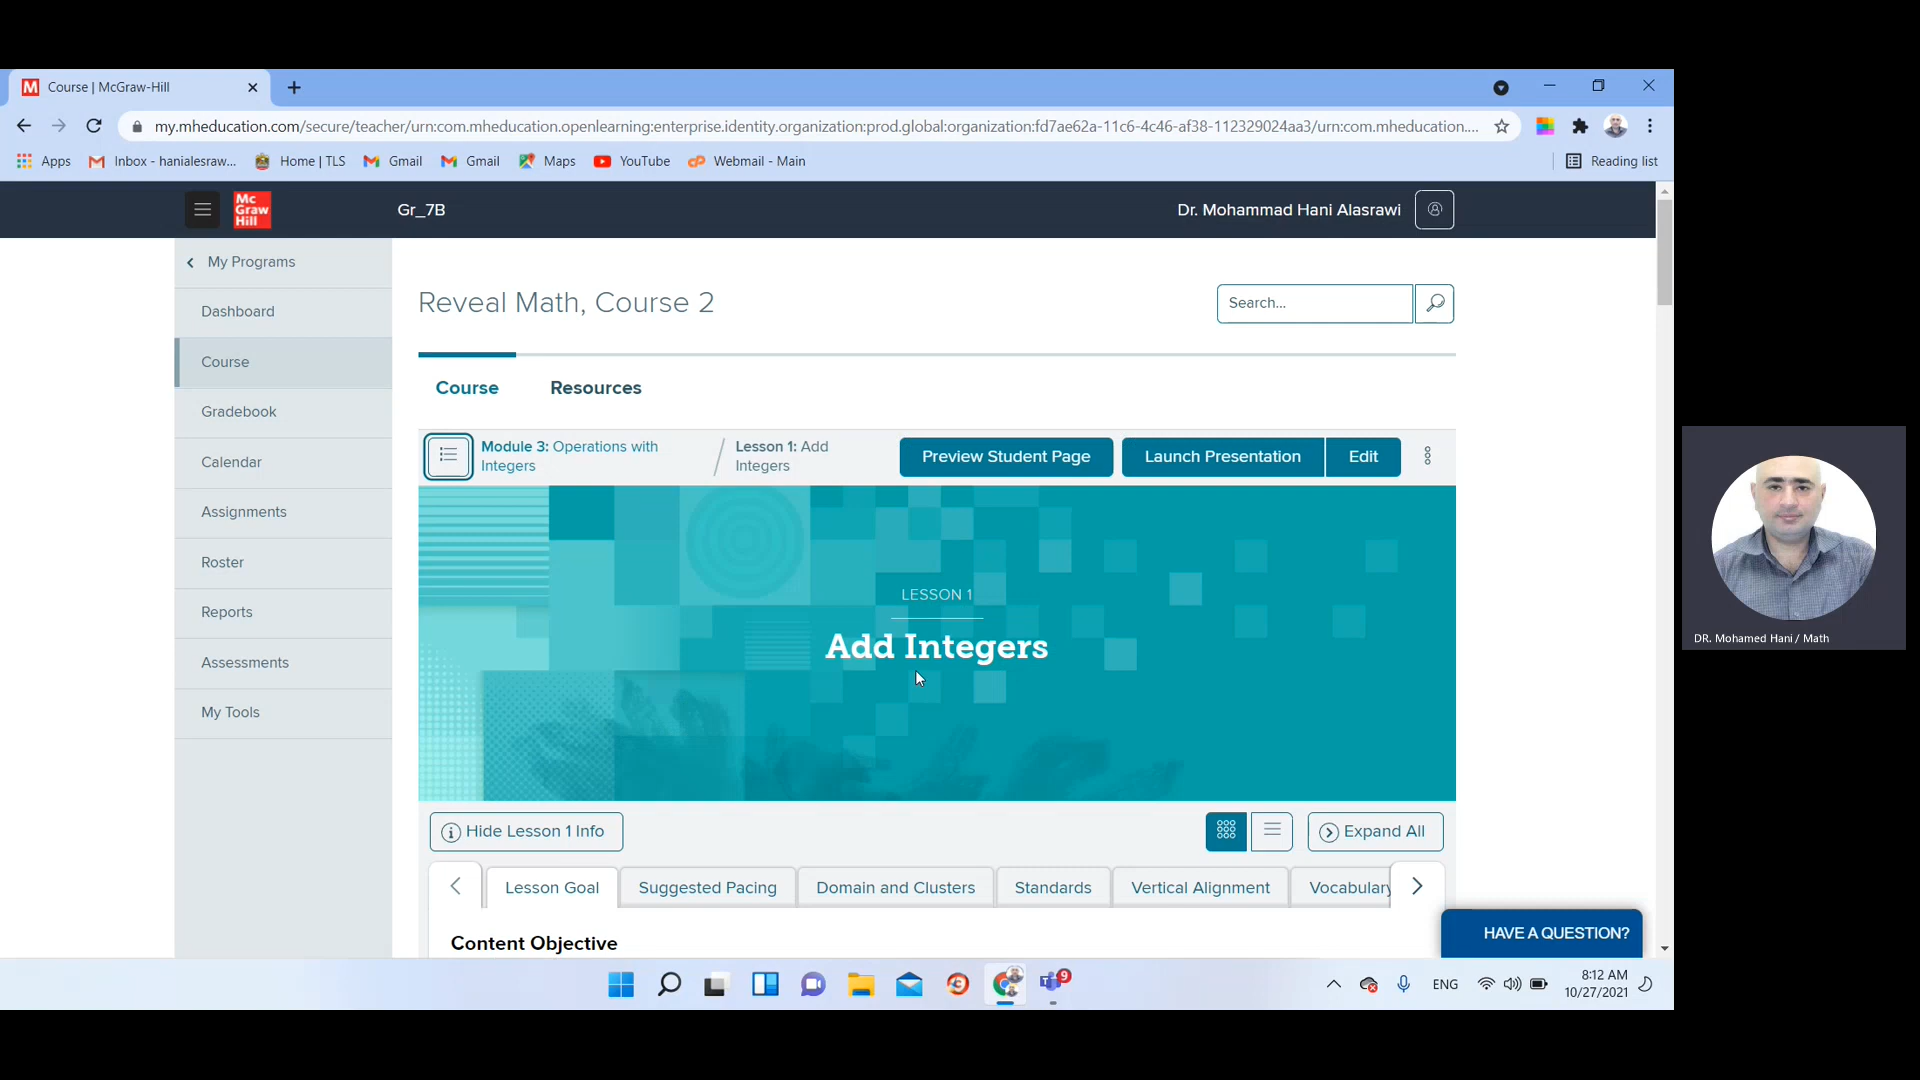 Course | McGraw-Hill
my.mheducation.com/secure/teacher/urn:com.mheducation.openlearning:enterprise.identity.organization:prod.global:organization:fd7ae62a-11c6-4c46-af38-112329024aa3/urn:com.mheducation....
Apps
Inbox - hanialesraw...
Home | TLS
Gmail
Gmail
Maps
YouTube
Webmail - Main
Reading list
Mc
Graw
Hill
Gr_7B
Dr. Mohammad Hani Alasrawi
My Programs
Dashboard
Course
Gradebook
Calendar
Assignments
Roster
Reports
Assessments
My Tools
Reveal Math, Course 2
Search...
Course
Resources
Module 3: Operations with
Integers
Lesson 1: Add
Integers
Preview Student Page
Launch Presentation
Edit
LESSON 1
Add Integers
Hide Lesson 1 Info
Expand All
Lesson Goal
Suggested Pacing
Domain and Clusters
Standards
Vertical Alignment
Vocabulary
Content Objective
HAVE A QUESTION?
DR. Mohamed Hani / Math
9
ENG
8:12 AM
10/27/2021